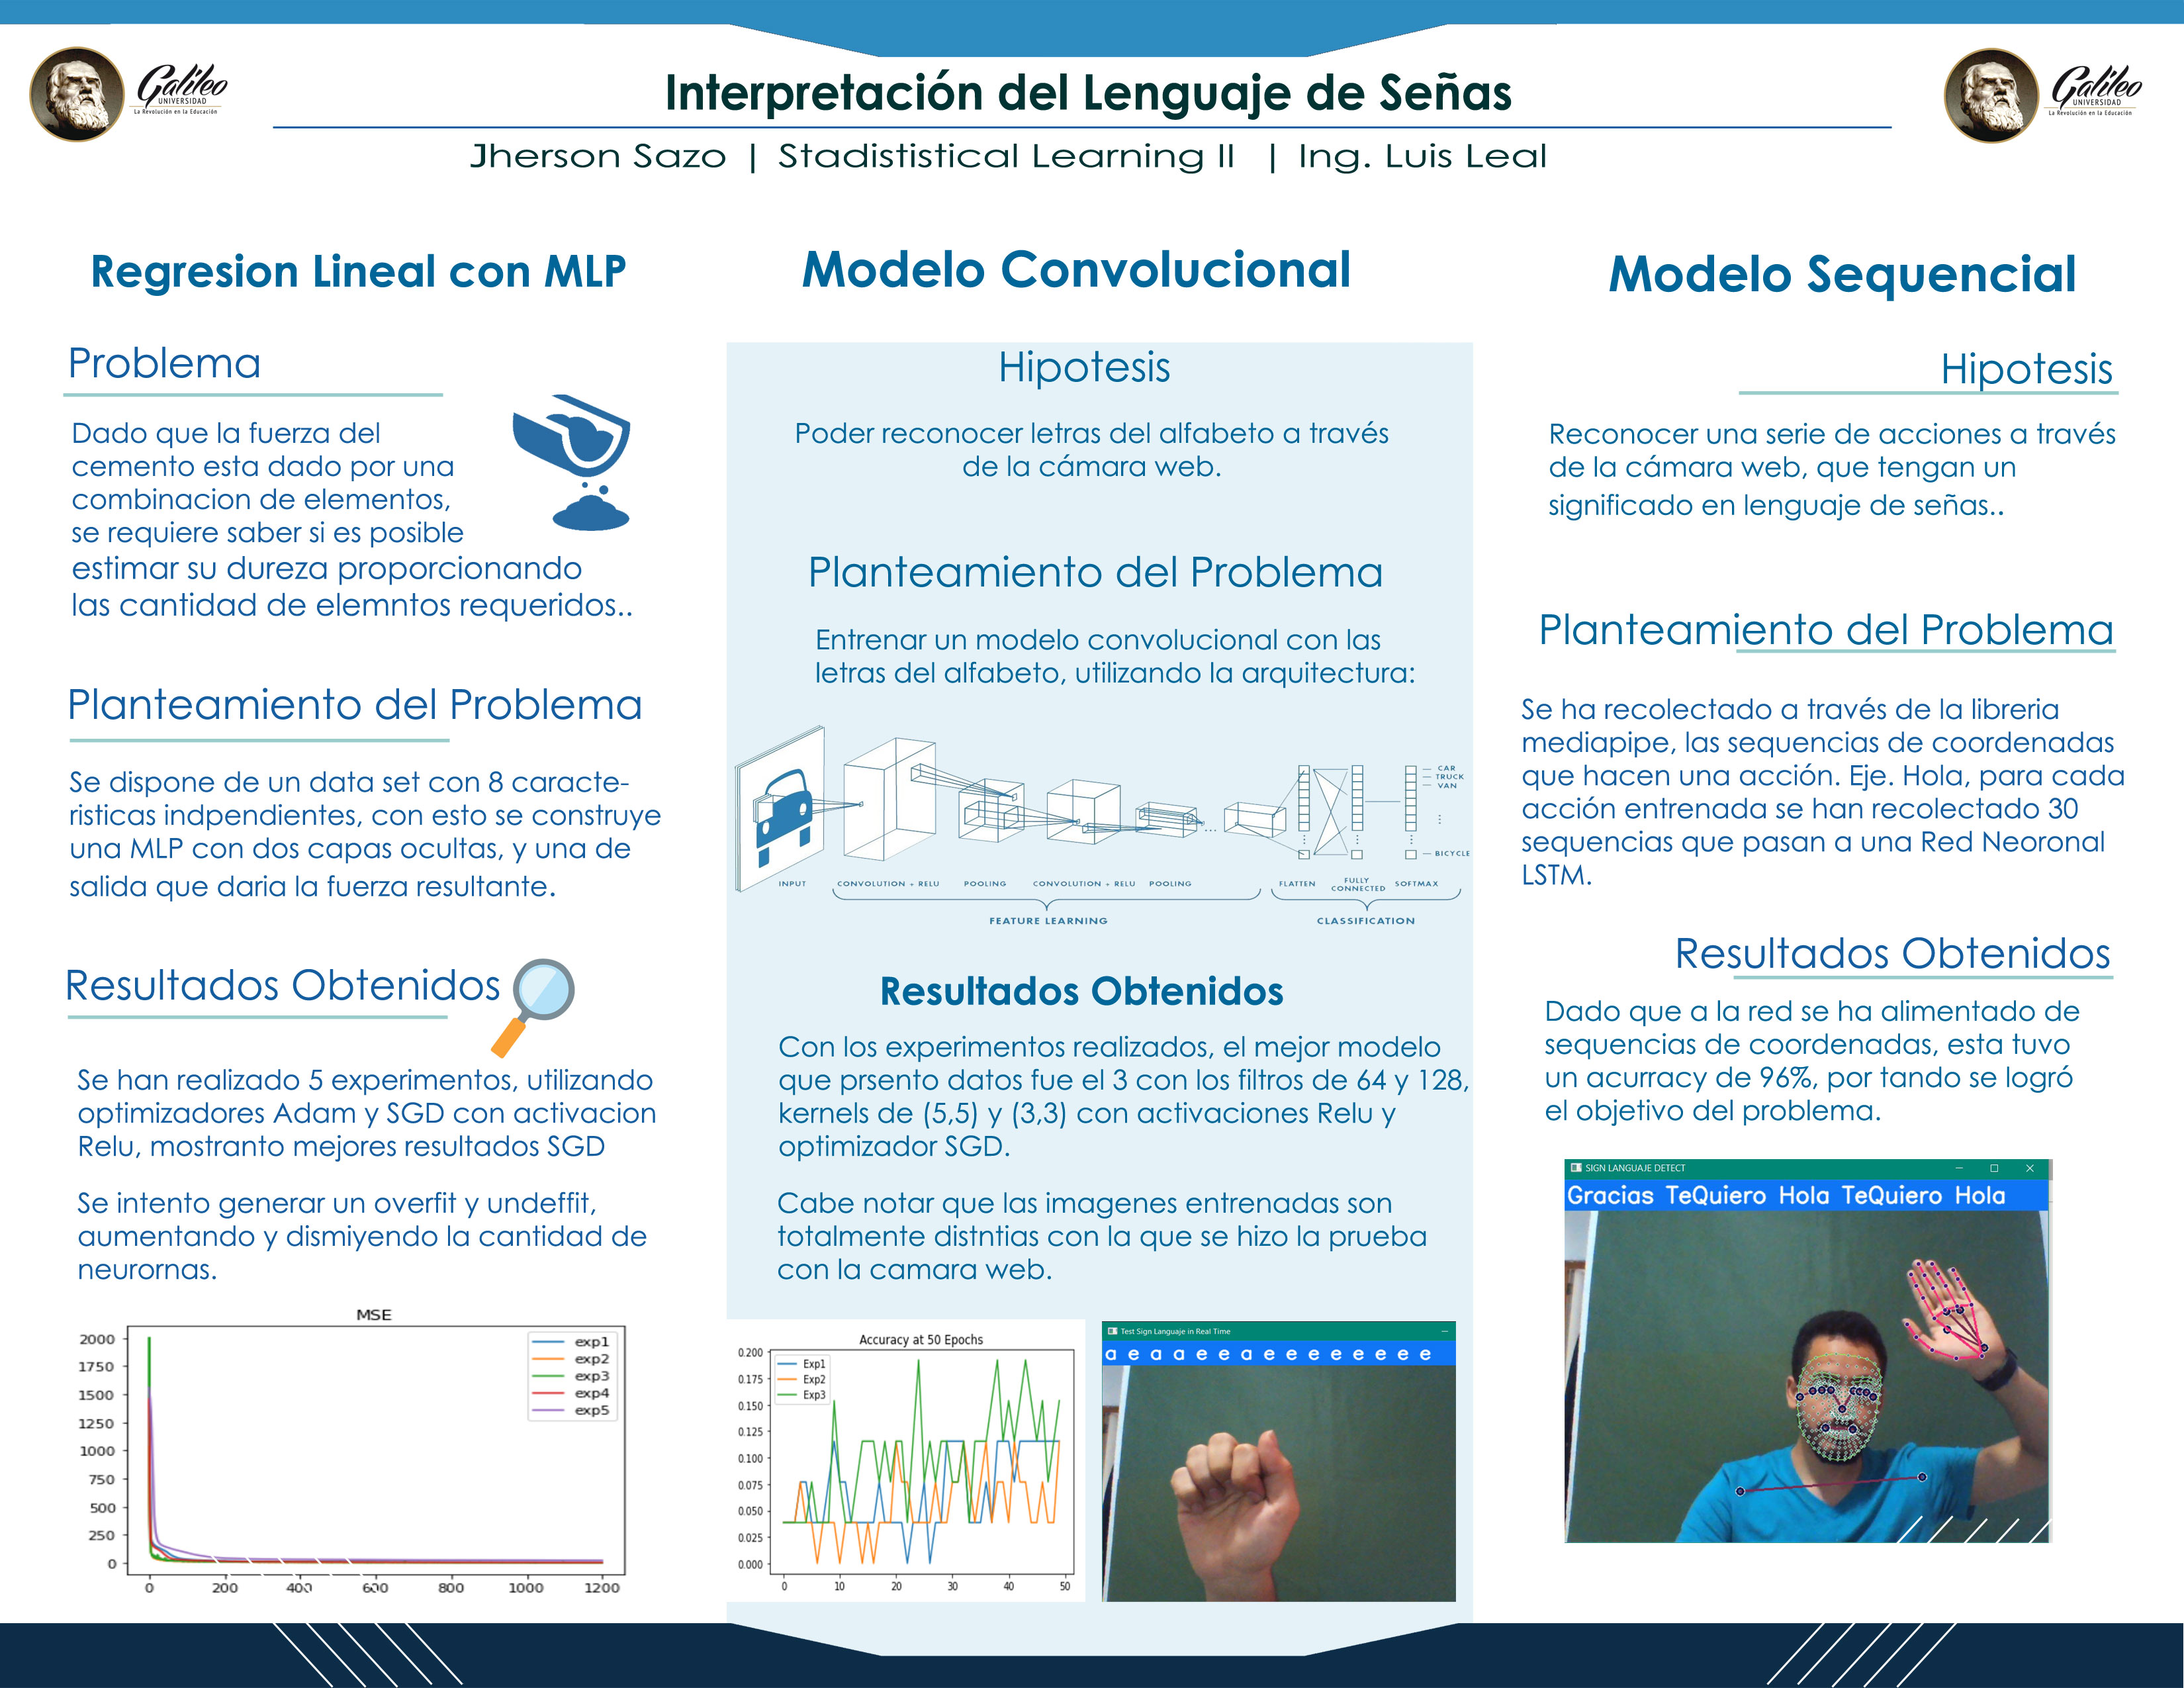 Galileo
UNIVERSIDAD
La Revolución en la Educación
Galileo
UNIVERSIDAD
La Revolución en la Educación
Interpretación del Lenguaje de Señas
Jherson Sazo | Stadististical Learning II | Ing. Luis Leal
Regresion Lineal con MLP
Problema
Dado que la fuerza del
cemento esta dado por una
combinacion de elementos,
se requiere saber si es posible
estimar su dureza proporcionando
las cantidad de elemntos requeridos..
Planteamiento del Problema
Se dispone de un data set con 8 caracte-
risticas indpendientes, con esto se construye
una MLP con dos capas ocultas, y una de
salida que daria la fuerza resultante.
Resultados Obtenidos
Se han realizado 5 experimentos, utilizando
optimizadores Adam y SGD con activacion
Relu, mostranto mejores resultados SGD
Se intento generar un overfit y undeffit,
aumentando y dismiyendo la cantidad de
neurornas.
MSE
2000
1750
1500
1250
1000
750
500
250
0
exp1
exp2
exp3
exp4
exp5
0 200 400 600 800 1000 1200
Modelo Convolucional
Hipotesis
Poder reconocer letras del alfabeto a través
de la cámara web.
Planteamiento del Problema
Entrenar un modelo convolucional con las
letras del alfabeto, utilizando la arquitectura:
CAR
TRUCK
VAN
BICYCLE
INPUT CONVOLUTION + RELU POOLING CONVOLUTION + RELU POOLING FLATTEN FULLY CONNECTED SOFTMAX
FEATURE LEARNING CLASSIFICATION
Resultados Obtenidos
Con los experimentos realizados, el mejor modelo
que prsento datos fue el 3 con los filtros de 64 y 128,
kernels de (5,5) y (3,3) con activaciones Relu y
optimizador SGD.
Cabe notar que las imagenes entrenadas son
totalmente distntias con la que se hizo la prueba
con la camara web.
Accuracy at 50 Epochs
0.200
0.175
0.150
0.125
0.100
0.075
0.050
0.025
0.000
Exp1
Exp2
Exp3
0 10 20 30 40 50
Test Sign Languaje in Real Time
a e a a e e a e e e e e e e e
Modelo Sequencial
Hipotesis
Reconocer una serie de acciones a través
de la cámara web, que tengan un
significado en lenguaje de señas..
Planteamiento del Problema
Se ha recolectado a través de la libreria
mediapipe, las sequencias de coordenadas
que hacen una acción. Eje. Hola, para cada
acción entrenada se han recolectado 30
sequencias que pasan a una Red Neoronal
LSTM.
Resultados Obtenidos
Dado que a la red se ha alimentado de
sequencias de coordenadas, esta tuvo
un acurracy de 96%, por tando se logró
el objetivo del problema.
SIGN LANGUAJE DETECT
Gracias TeQuiero Hola TeQuiero Hola